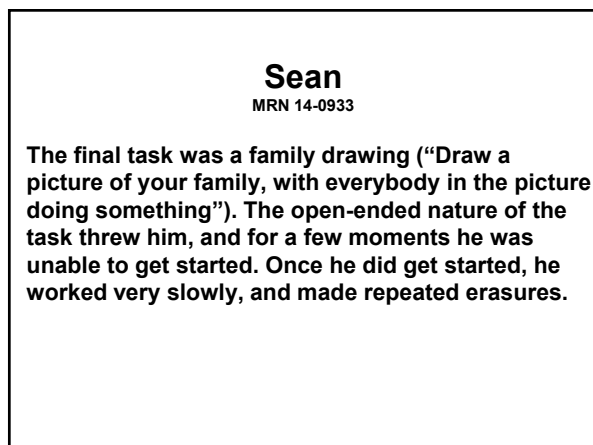 Sean
MRN 14-0933
The final task was a family drawing (“Draw a
picture of your family, with everybody in the picture
doing something”). The open-ended nature of the
task threw him, and for a few moments he was
unable to get started. Once he did get started, he
worked very slowly, and made repeated erasures.